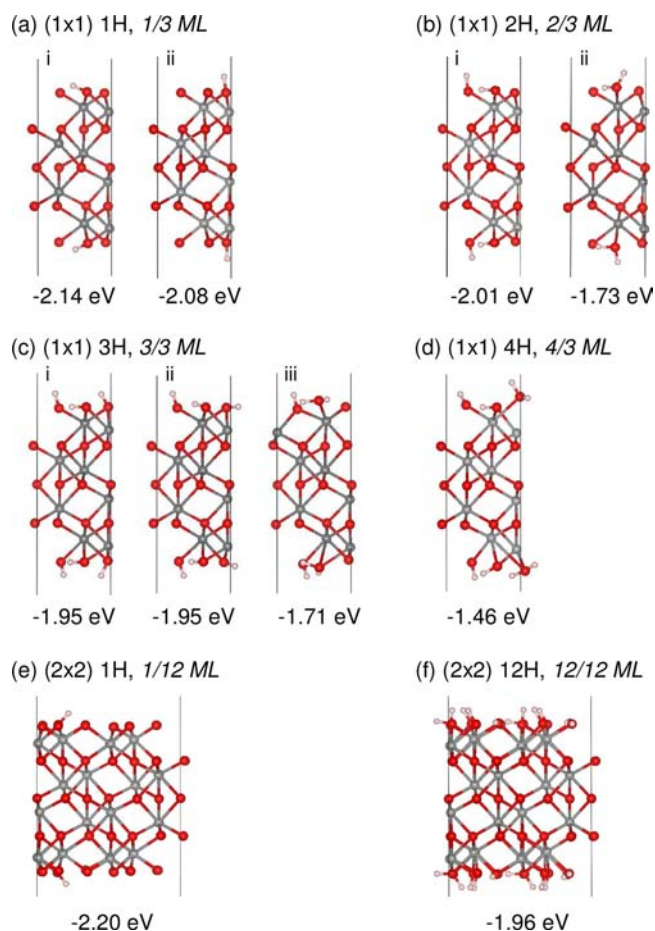 (a) (1x1) 1H, 1/3 ML
i
ii
-2.14 eV
-2.08 eV
(b) (1x1) 2H, 2/3 ML
i
ii
-2.01 eV
-1.73 eV
(c) (1x1) 3H, 3/3 ML
i
ii
iii
-1.95 eV
-1.95 eV
-1.71 eV
(d) (1x1) 4H, 4/3 ML
-1.46 eV
(e) (2x2) 1H, 1/12 ML
-2.20 eV
(f) (2x2) 12H, 12/12 ML
-1.96 eV